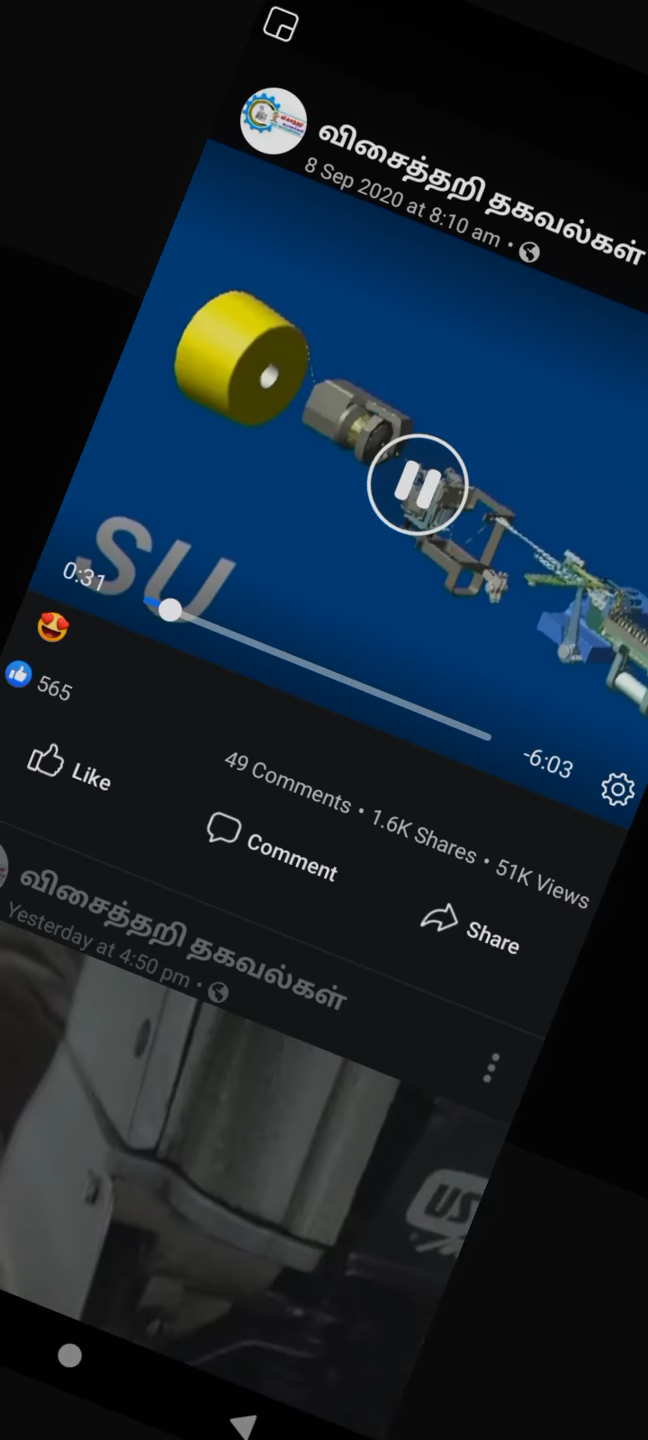 விசைத்தறி தகவல்கள்
8 Sep 2020 at 8:10 am •
SU
0:31
-6:03
565
49 Comments • 1.6K Shares • 51K Views
Like
Comment
Share
விசைத்தறி தகவல்கள்
Yesterday at 4:50 pm •
US